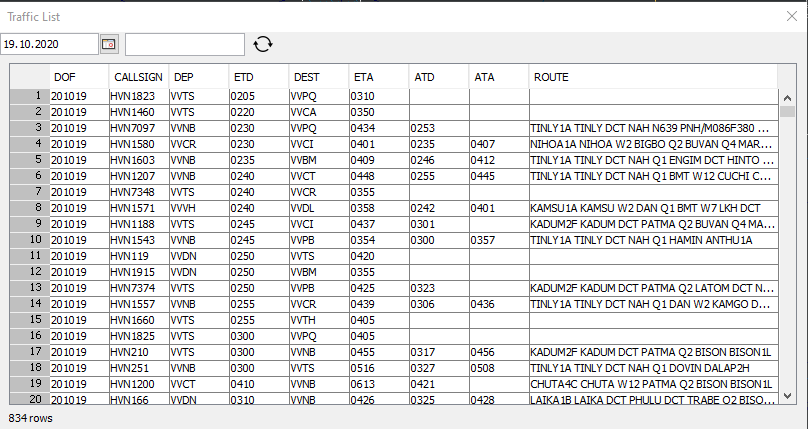 Traffic List
19.10.2020
DOF CALLSIGN DEP ETD DEST ETA ATD ATA ROUTE
1 201019 HVN1823 VVTS 0205 VVPQ 0310
2 201019 HVN1460 VVTS 0220 VVCA 0350
3 201019 HVN7097 VVNB 0230 VVPQ 0434 0253 TINLY1A TINLY DCT NAH N639 PNH/M086F380 ...
4 201019 HVN1580 VVCR 0230 VVCI 0401 0235 0407 NIHOA1A NIHOA W2 BIGBO Q2 BUVAN Q4 MAR...
5 201019 HVN1603 VVNB 0235 VVBM 0409 0246 0412 TINLY1A TINLY DCT NAH Q1 ENGIM DCT HINTO ...
6 201019 HVN1207 VVNB 0240 VVCT 0448 0255 0445 TINLY1A TINLY DCT NAH Q1 BMT W12 CUCHI C...
7 201019 HVN7348 VVTS 0240 VVCR 0355
8 201019 HVN1571 VVVH 0240 VVDL 0358 0242 0401 KAMSU1A KAMSU W2 DAN Q1 BMT W7 LKH DCT
9 201019 HVN1188 VVTS 0245 VVCI 0437 0301 KADUM2F KADUM DCT PATMA Q2 BUVAN Q4 MA...
10 201019 HVN1543 VVNB 0245 VVPB 0354 0300 0357 TINLY1A TINLY DCT NAH Q1 HAMIN ANTHU1A
11 201019 HVN119 VVDN 0250 VVTS 0420
12 201019 HVN1915 VVDN 0250 VVBM 0355
13 201019 HVN7374 VVTS 0250 VVPB 0425 0323 KADUM2F KADUM DCT PATMA Q2 LATOM DCT N...
14 201019 HVN1557 VVNB 0255 VVCR 0439 0306 0436 TINLY1A TINLY DCT NAH Q1 DAN W2 KAMGO D...
15 201019 HVN1660 VVTS 0255 VVTH 0405
16 201019 HVN1825 VVTS 0300 VVPQ 0405
17 201019 HVN210 VVTS 0300 VVNB 0455 0317 0456 KADUM2F KADUM DCT PATMA Q2 BISON BISON1L
18 201019 HVN251 VVNB 0300 VVTS 0516 0327 0508 TINLY1A TINLY DCT NAH Q1 DOVIN DALAP2H
19 201019 HVN1200 VVCT 0410 VVNB 0613 0421 CHUTA4C CHUTA W12 PATMA Q2 BISON BISON1L
20 201019 HVN166 VVDN 0310 VVNB 0426 0325 0428 LAIKA1B LAIKA DCT PHULU DCT TRABE Q2 BISO...
834 rows